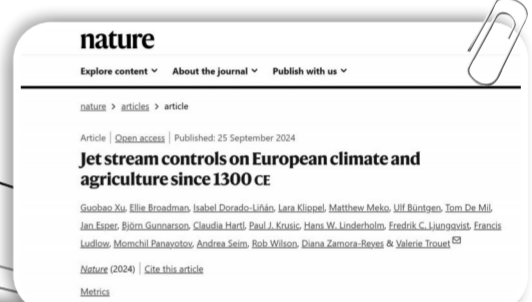 nature
Explore content About the journal Publish with us
nature > articles > article
Article | Open access | Published: 25 September 2024
Jet stream controls on European climate and
agriculture since 1300 CE
Guobao Xu, Ellie Broadman, Isabel Dorado-Liñán, Lara Klippel, Matthew Meko, Ulf Büntgen, Tom De Mil,
Jan Esper, Björn Gunnarson, Claudia Hartl, Paul J. Krusic, Hans W. Linderholm, Fredrik C. Ljungqvist, Francis
Ludlow, Momchil Panayotov, Andrea Seim, Rob Wilson, Diana Zamora-Reyes & Valerie Trouet
Nature (2024) | Cite this article
Metrics